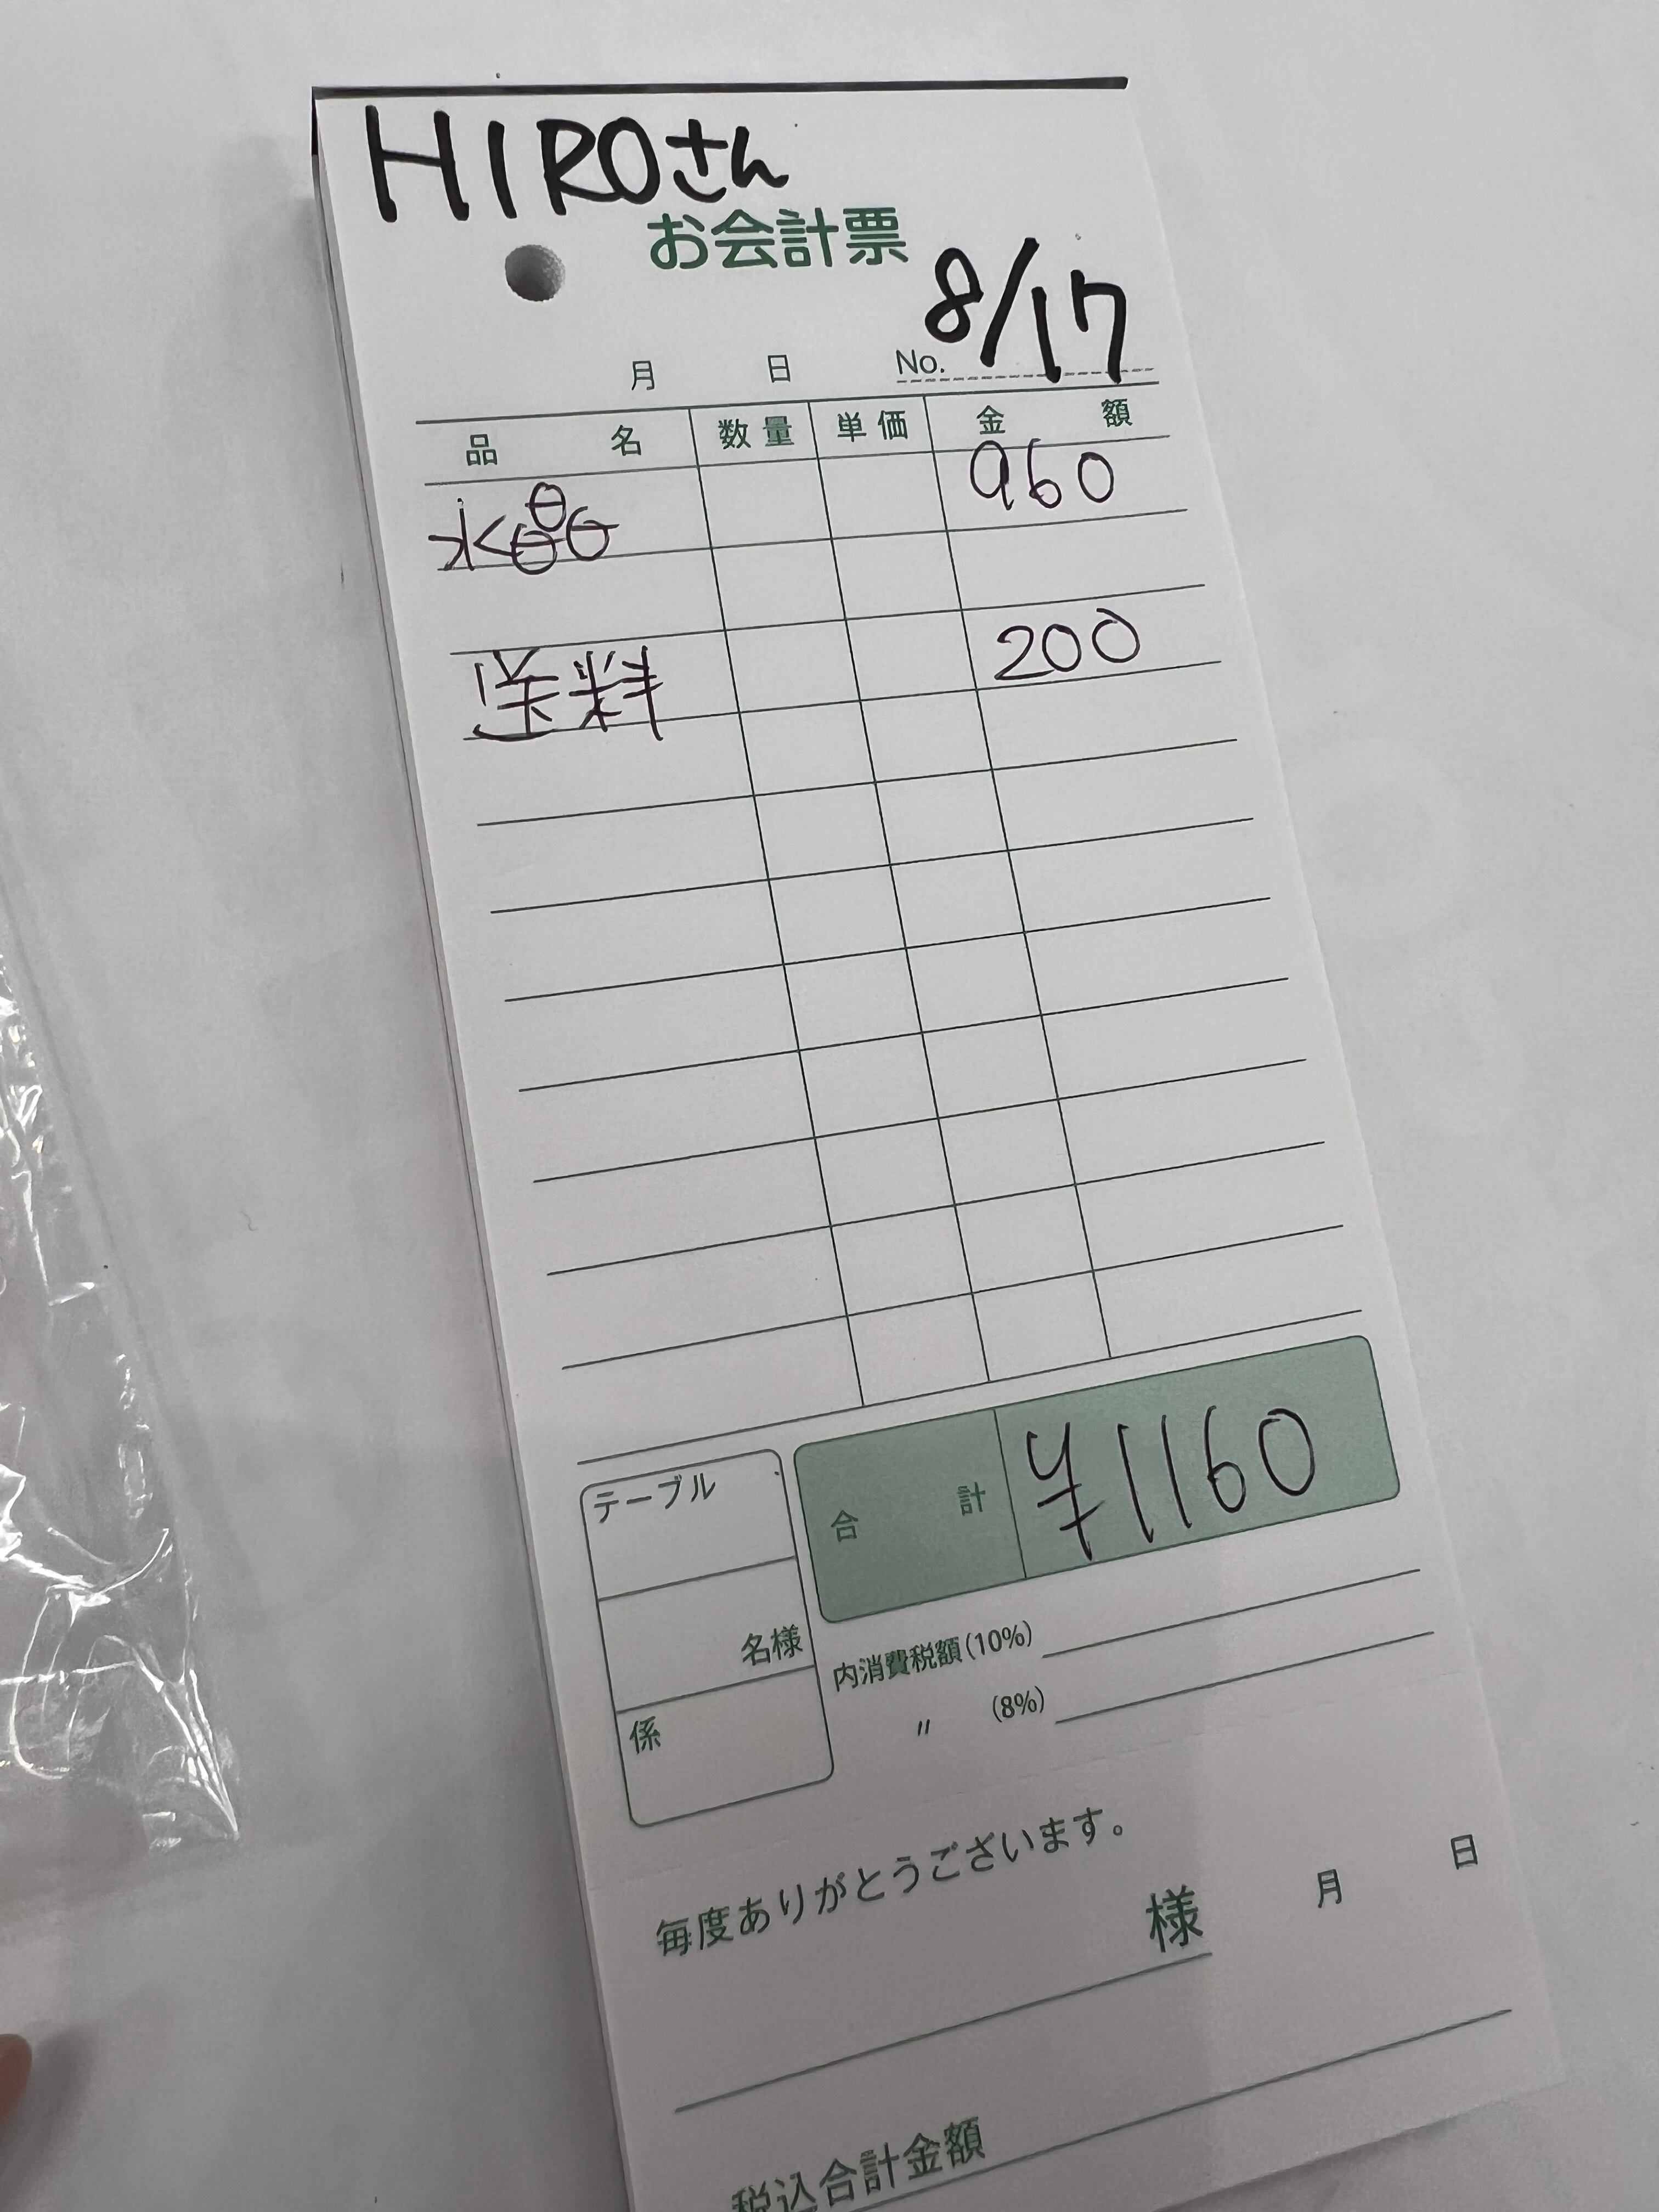 HIROさん
お会計票
8/17
月 日 No.
品名 数量 単価 金額
水晶 960
送料 200
合計 ¥1160
テーブル
名様
係
内消費税額(10%)
〃 (8%)
毎度ありがとうございます。
様 月 日
税込合計金額